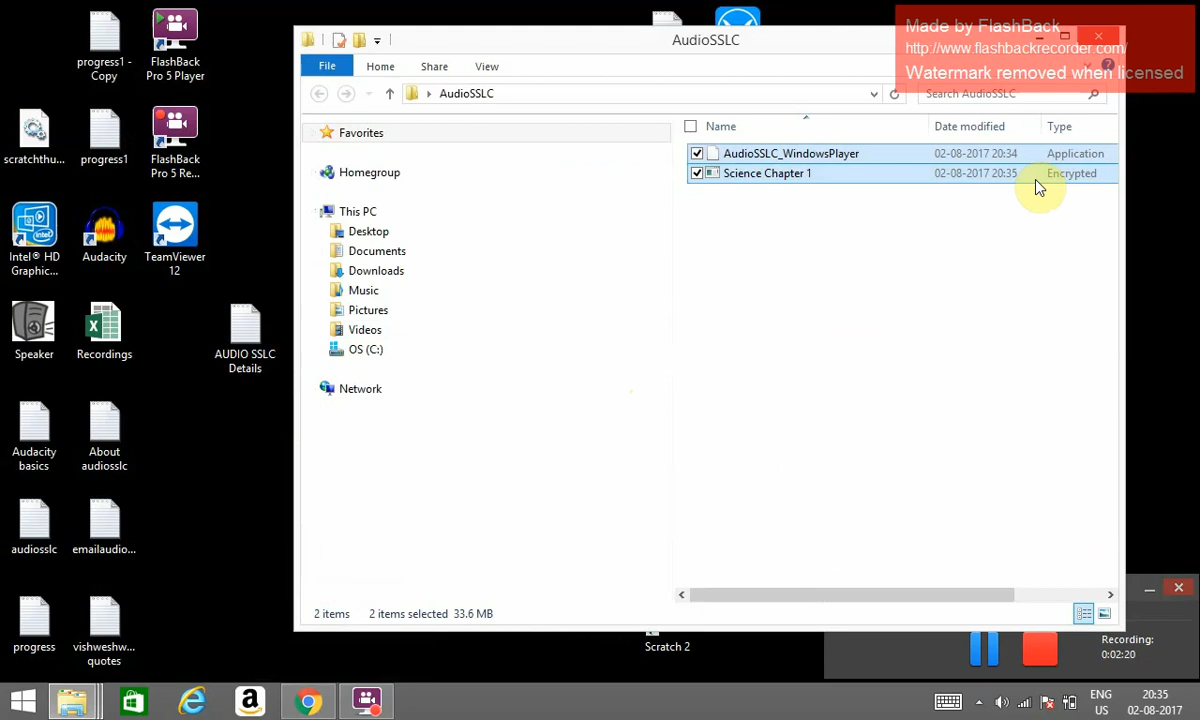 progress1 -
Copy
FlashBack
Pro 5 Player
scratchthu...
progress1
FlashBack
Pro 5 Re...
Intel® HD
Graphic...
Audacity
TeamViewer
12
Speaker
Recordings
AUDIO SSLC
Details
Audacity
basics
About
audiosslc
audiosslc
emailaudio...
progress
vishweshw...
quotes
Scratch 2
AudioSSLC
Made by FlashBack
http://www.flashbackrecorder.com/
Watermark removed when licensed
File
Home
Share
View
AudioSSLC
Search AudioSSLC
Favorites
Homegroup
This PC
Desktop
Documents
Downloads
Music
Pictures
Videos
OS (C:)
Network
Name
Date modified
Type
AudioSSLC_WindowsPlayer
02-08-2017 20:34
Application
Science Chapter 1
02-08-2017 20:35
Encrypted
2 items
2 items selected 33.6 MB
Recording:
0:02:20
ENG
US
20:35
02-08-2017